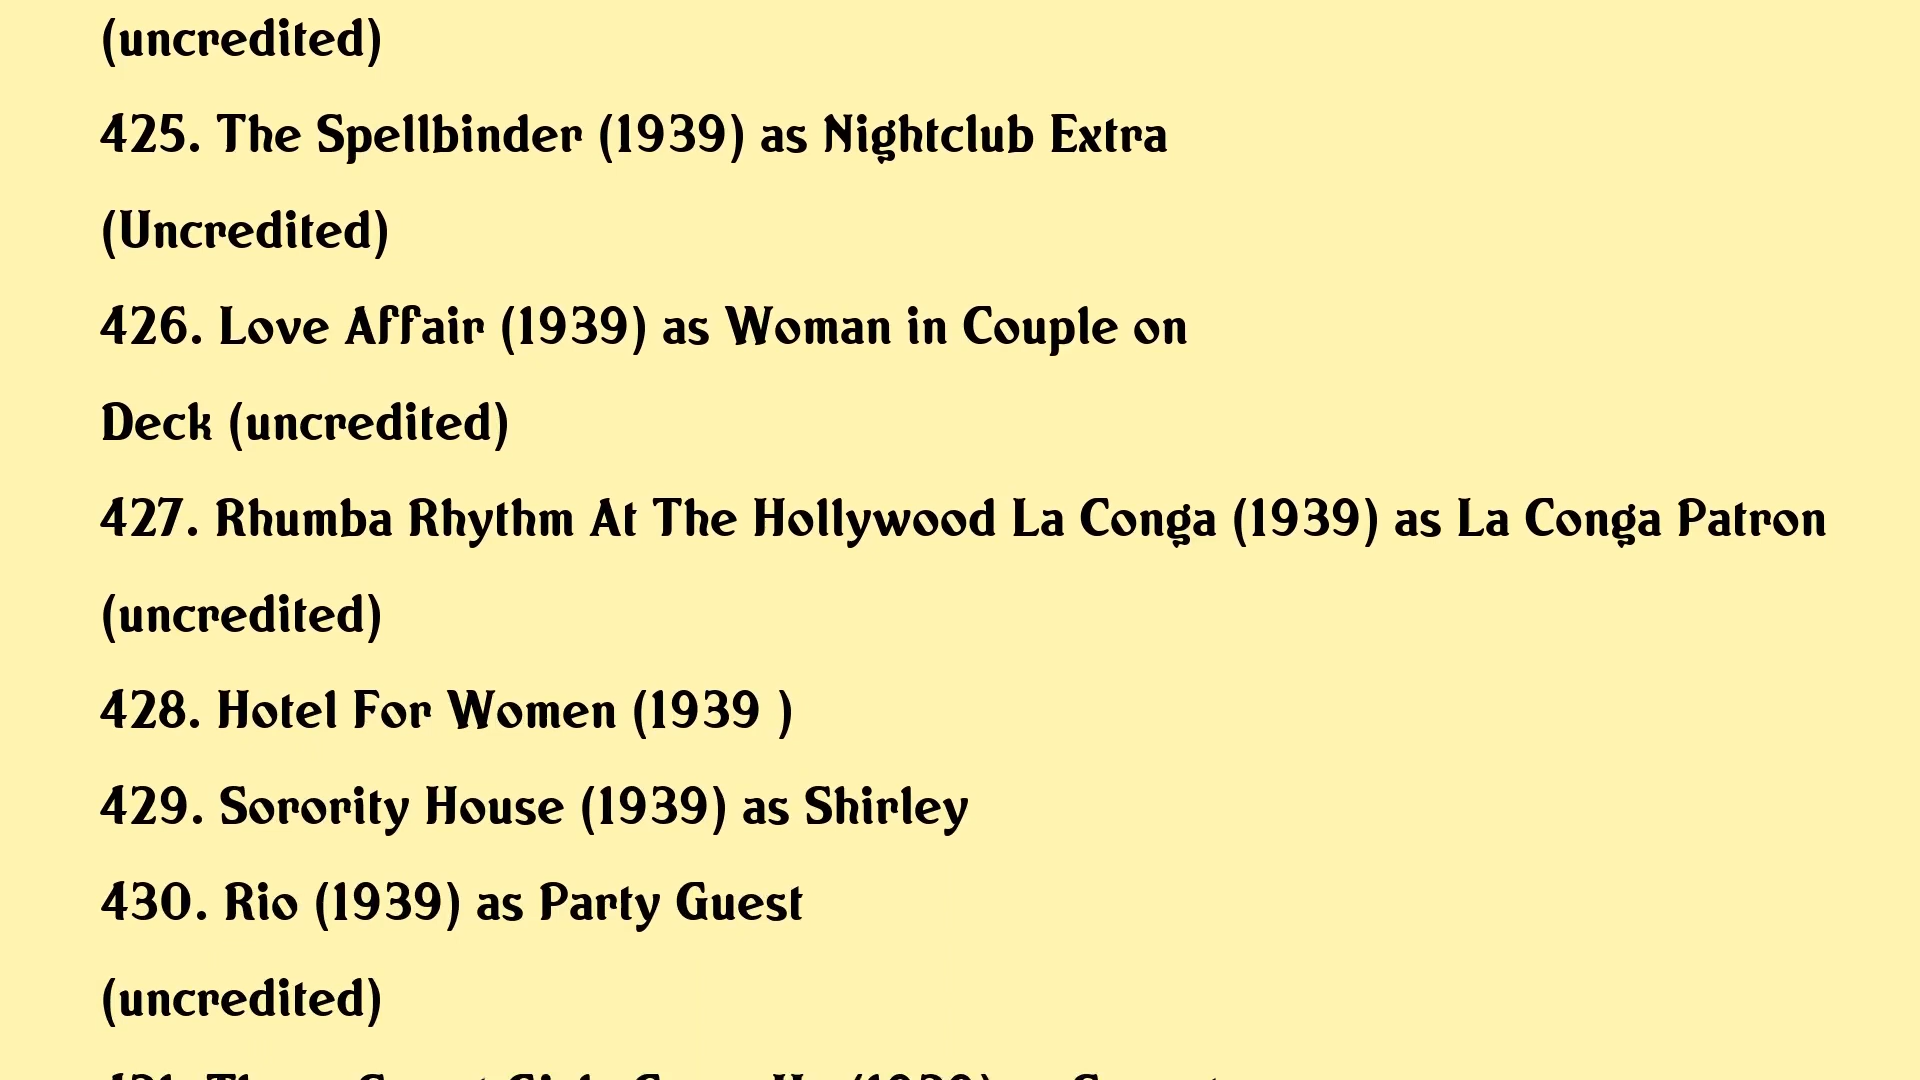 (uncredited)
425. The Spellbinder (1939) as Nightclub Extra
(Uncredited)
426. Love Affair (1939) as Woman in Couple on
Deck (uncredited)
427. Rhumba Rhythm At The Hollywood La Conga (1939) as La Conga Patron
(uncredited)
428. Hotel For Women (1939 )
429. Sorority House (1939) as Shirley
430. Rio (1939) as Party Guest
(uncredited)